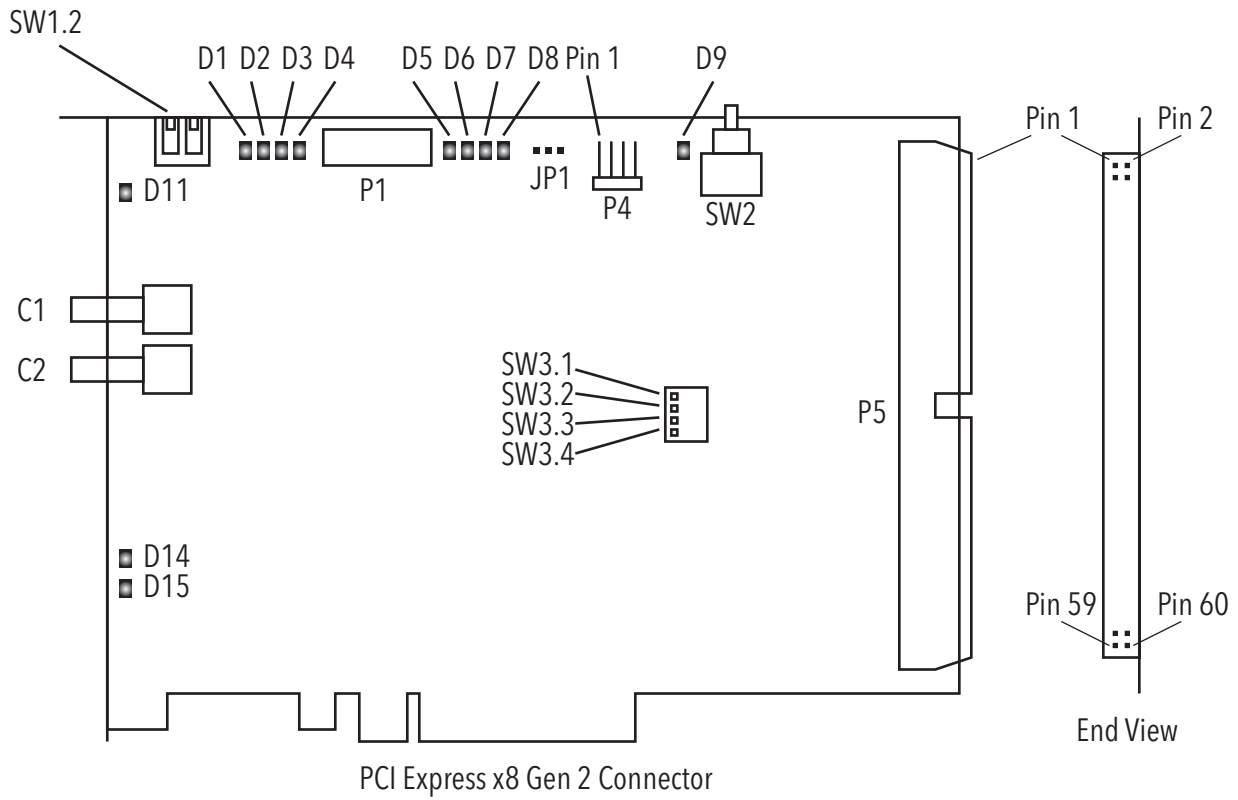 SW1.2
D1 D2 D3 D4 D5 D6 D7 D8 Pin 1 D9
Pin 1 Pin 2
D11 P1 JP1 P4 SW2
C1
C2
SW3.1
SW3.2
SW3.3
SW3.4
P5
D14
D15
Pin 59 Pin 60
End View
PCI Express x8 Gen 2 Connector